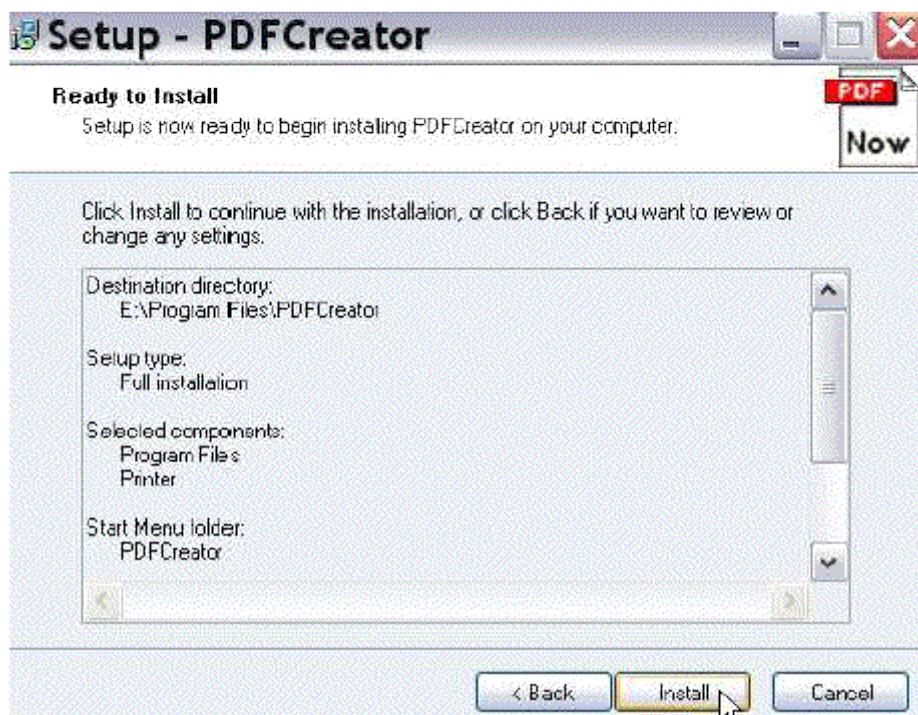 Setup - PDFCreator
Ready to Install
Setup is now ready to begin installing PDFCreator on your computer.
PDF
Now
Click Install to continue with the installation, or click Back if you want to review or
change any settings.
Destination directory:
E:\Program Files\PDFCreator
Setup type:
Full installation
Selected components:
Program Files
Printer
Start Menu folder:
PDFCreator
< Back
Install
Cancel